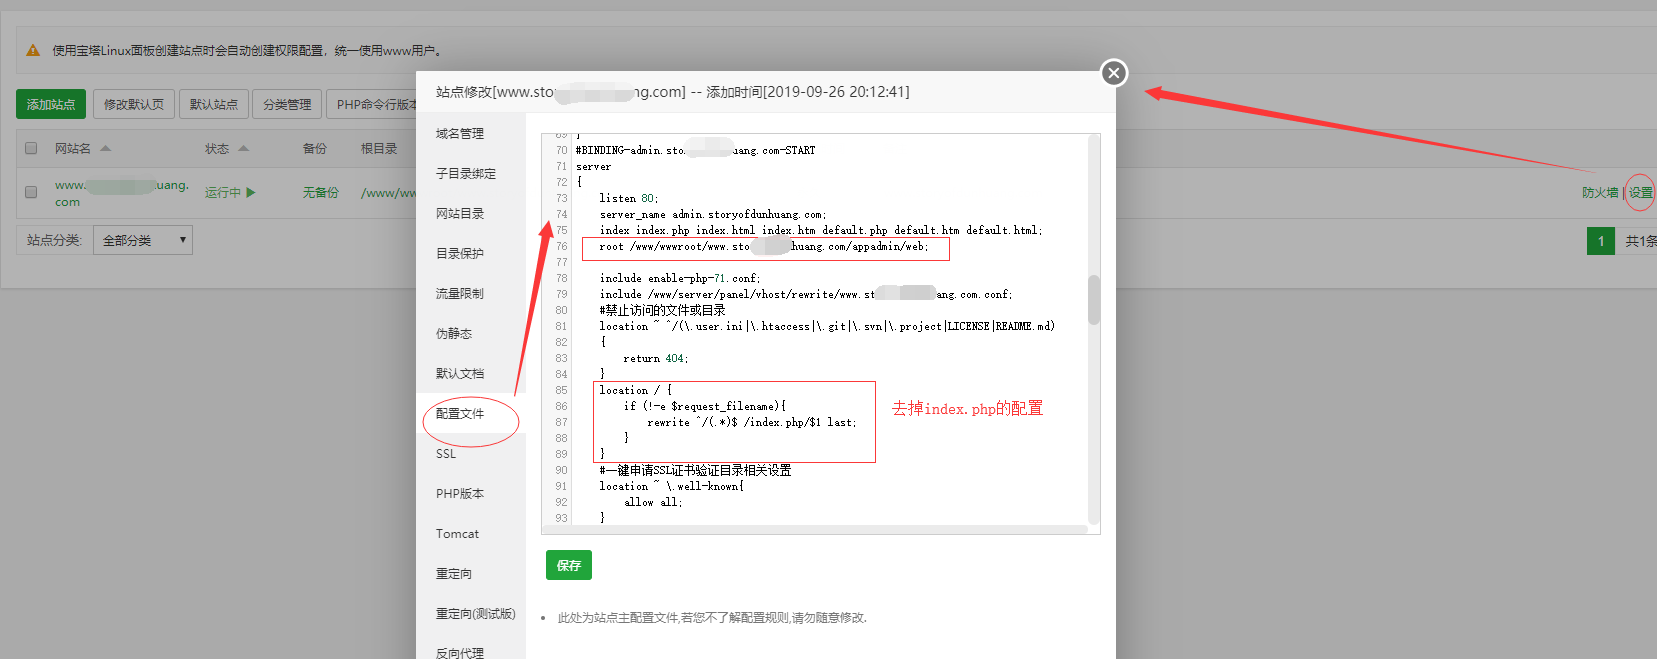 使用宝塔Linux面板创建站点时会自动创建权限配置，统一使用www用户。
添加站点 修改默认页 默认站点 分类管理 PHP命令行版本
网站名 状态 备份 根目录
www. uang.
com
运行中 无备份 /www/ww
防火墙 | 设置
站点分类: 全部分类
1 共1条
站点修改[www.sto ng.com] -- 添加时间[2019-09-26 20:12:41]
域名管理
子目录绑定
网站目录
目录保护
流量限制
伪静态
默认文档
配置文件
SSL
PHP版本
Tomcat
重定向
重定向(测试版)
反向代理
69 }
70 #BINDING-admin.sto uang.com-START
71 server
72 {
73 listen 80;
74 server_name admin.storyofdunhuang.com;
75 index index.php index.html index.htm default.php default.htm default.html;
76 root /www/wwwroot/www.sto huang.com/appadmin/web;
77
78 include enable-php-71.conf;
79 include /www/server/panel/vhost/rewrite/www.st ang.com.conf;
80 #禁止访问的文件或目录
81 location ~ ^/(\.user.ini|\.htaccess|\.git|\.svn|\.project|LICENSE|README.md)
82 {
83 return 404;
84 }
85 location / {
86 if (!-e $request_filename){
87 rewrite ^/(.*)$ /index.php/$1 last;
88 }
89 }
90 #一键申请SSL证书验证目录相关设置
91 location ~ \.well-known{
92 allow all;
93 }
去掉index.php的配置
保存
此处为站点主配置文件,若您不了解配置规则,请勿随意修改.